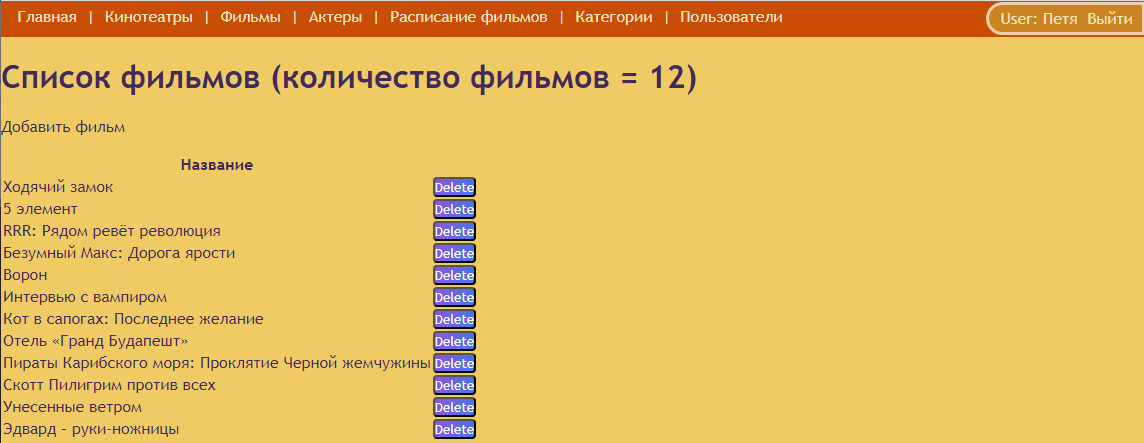 Главная | Кинотеатры | Фильмы | Актеры | Расписание фильмов | Категории | Пользователи User: Петя Выйти
Список фильмов (количество фильмов = 12)
Добавить фильм
Название
Ходячий замок Delete
5 элемент Delete
RRR: Рядом ревёт революция Delete
Безумный Макс: Дорога ярости Delete
Ворон Delete
Интервью с вампиром Delete
Кот в сапогах: Последнее желание Delete
Отель «Гранд Будапешт» Delete
Пираты Карибского моря: Проклятие Черной жемчужины Delete
Скотт Пилигрим против всех Delete
Унесенные ветром Delete
Эдвард - руки-ножницы Delete